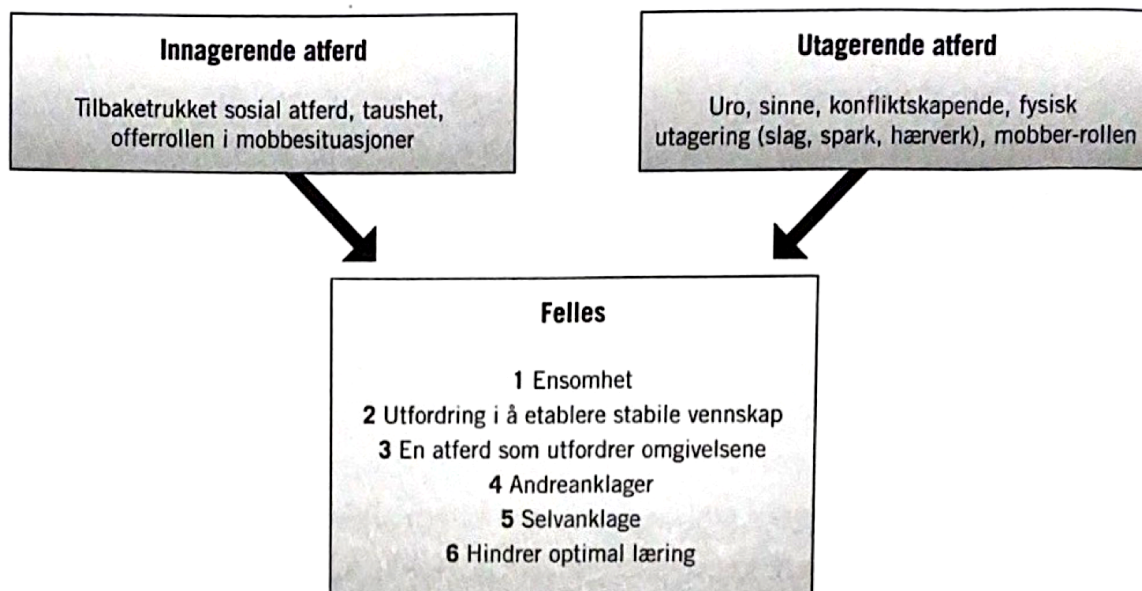 Innagerende atferd
Tilbaketrukket sosial atferd, taushet,
offerrollen i mobbesituasjoner
Utagerende atferd
Uro, sinne, konfliktskapende, fysisk
utagering (slag, spark, hærverk), mobber-rollen
Felles
1 Ensomhet
2 Utfordring i å etablere stabile vennskap
3 En atferd som utfordrer omgivelsene
4 Andreanklager
5 Selvanklage
6 Hindrer optimal læring